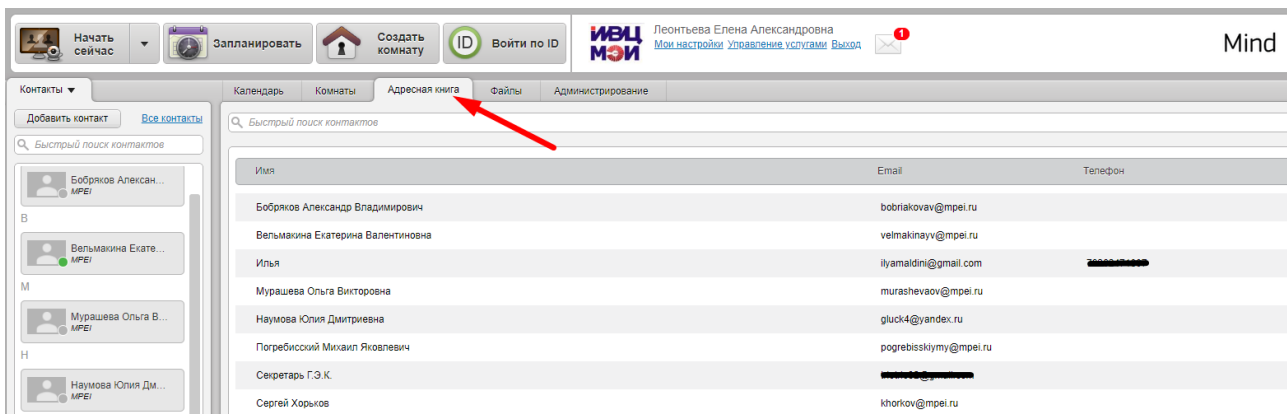 Начать сейчас
Запланировать
Создать комнату
ID
Войти по ID
ИВЦ МЭИ
Леонтьева Елена Александровна
Мои настройки Управление услугами Выход
1
Mind
Контакты
Календарь Комнаты Адресная книга Файлы Администрирование
Добавить контакт Все контакты
Быстрый поиск контактов
Быстрый поиск контактов
Бобряков Алексан...
MPEI
В
Вельмакина Екате...
MPEI
М
Мурашева Ольга В...
MPEI
Н
Наумова Юлия Дм...
MPEI
Имя Email Телефон
Бобряков Александр Владимирович bobriakovav@mpei.ru
Вельмакина Екатерина Валентиновна velmakinayv@mpei.ru
Илья ilyamaldini@gmail.com
Мурашева Ольга Викторовна murashevaov@mpei.ru
Наумова Юлия Дмитриевна gluck4@yandex.ru
Погребисский Михаил Яковлевич pogrebisskiymy@mpei.ru
Секретарь Г.Э.К.
Сергей Хорьков khorkov@mpei.ru